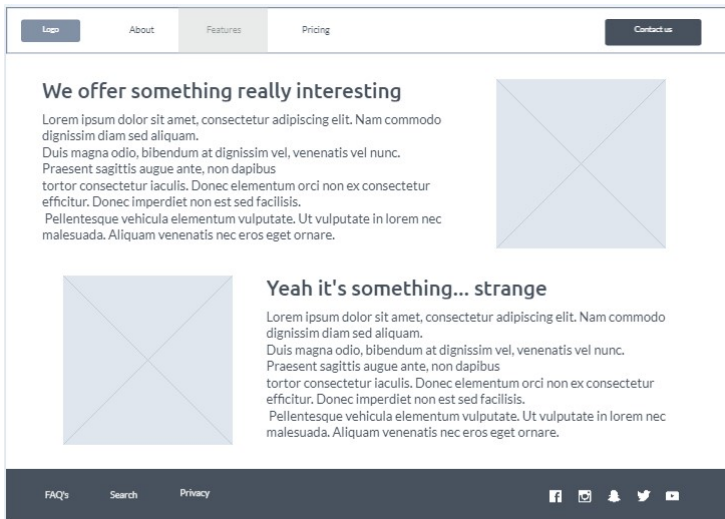 Logo
About
Features
Pricing
Contact us
We offer something really interesting
Lorem ipsum dolor sit amet, consectetur adipiscing elit. Nam commodo
dignissim diam sed aliquam.
Duis magna odio, bibendum at dignissim vel, venenatis vel nunc.
Praesent sagittis augue ante, non dapibus
tortor consectetur iaculis. Donec elementum orci non ex consectetur
efficitur. Donec imperdiet non est sed facilisis.
Pellentesque vehicula elementum vulputate. Ut vulputate in lorem nec
malesuada. Aliquam venenatis nec eros eget ornare.
Yeah it's something... strange
Lorem ipsum dolor sit amet, consectetur adipiscing elit. Nam commodo
dignissim diam sed aliquam.
Duis magna odio, bibendum at dignissim vel, venenatis vel nunc.
Praesent sagittis augue ante, non dapibus
tortor consectetur iaculis. Donec elementum orci non ex consectetur
efficitur. Donec imperdiet non est sed facilisis.
Pellentesque vehicula elementum vulputate. Ut vulputate in lorem nec
malesuada. Aliquam venenatis nec eros eget ornare.
FAQ's
Search
Privacy